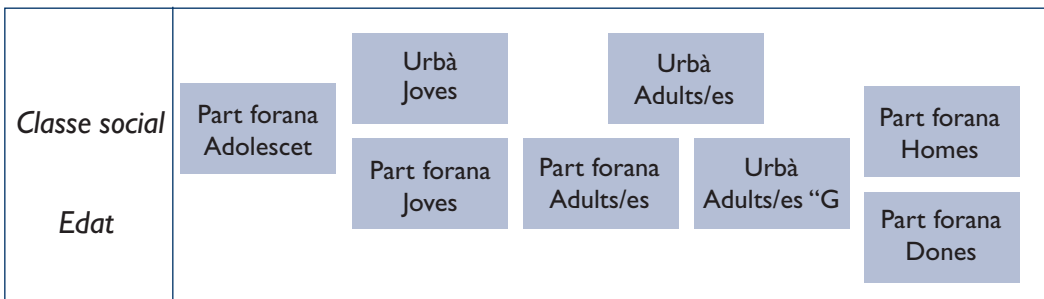 Classe social
Edat
Part forana
Adolescet
Urbà
Joves
Part forana
Joves
Urbà
Adults/es
Part forana
Adults/es
Urbà
Adults/es “G
Part forana
Homes
Part forana
Dones